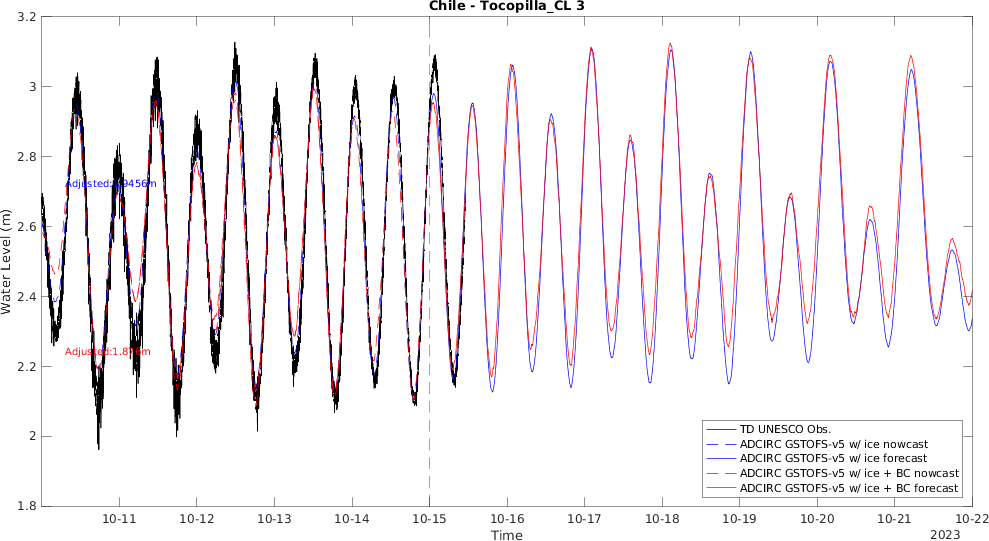 Chile - Tocopilla_CL 3
3.2
3
2.8
2.6
2.4
2.2
2
1.8
Water Level (m)
Adjusted:1.876m
10-11
10-12
10-13
10-14
10-15
10-16
10-17
10-18
10-19
10-20
10-21
10-22
2023
Time
TD UNESCO Obs.
ADCIRC GSTOFS-v5 w/ ice nowcast
ADCIRC GSTOFS-v5 w/ ice forecast
ADCIRC GSTOFS-v5 w/ ice + BC nowcast
ADCIRC GSTOFS-v5 w/ ice + BC forecast